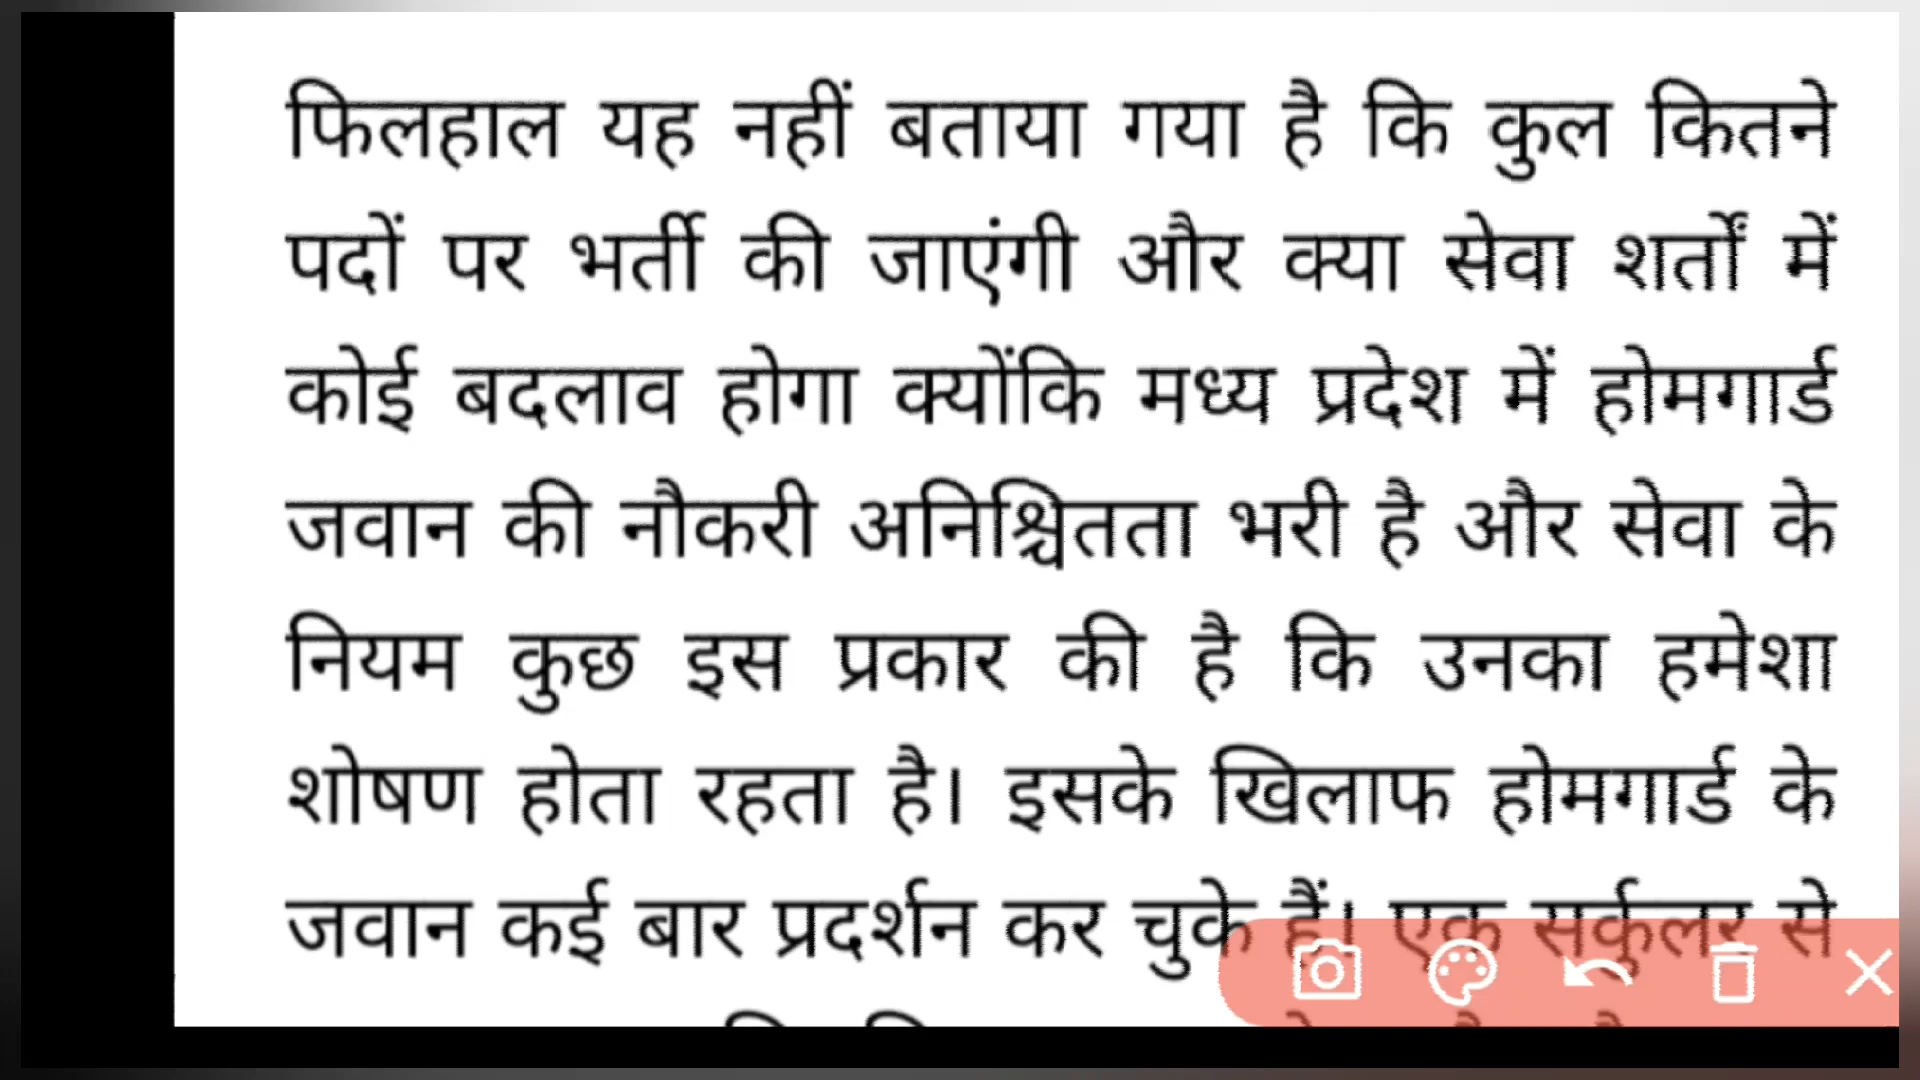 फिलहाल यह नहीं बताया गया है कि कुल कितने
पदों पर भर्ती की जाएंगी और क्या सेवा शर्तों में
कोई बदलाव होगा क्योंकि मध्य प्रदेश में होमगार्ड
जवान की नौकरी अनिश्चितता भरी है और सेवा के
नियम कुछ इस प्रकार की है कि उनका हमेशा
शोषण होता रहता है। इसके खिलाफ होमगार्ड के
जवान कई बार प्रदर्शन कर चुके हैं। एक सर्कुलर से